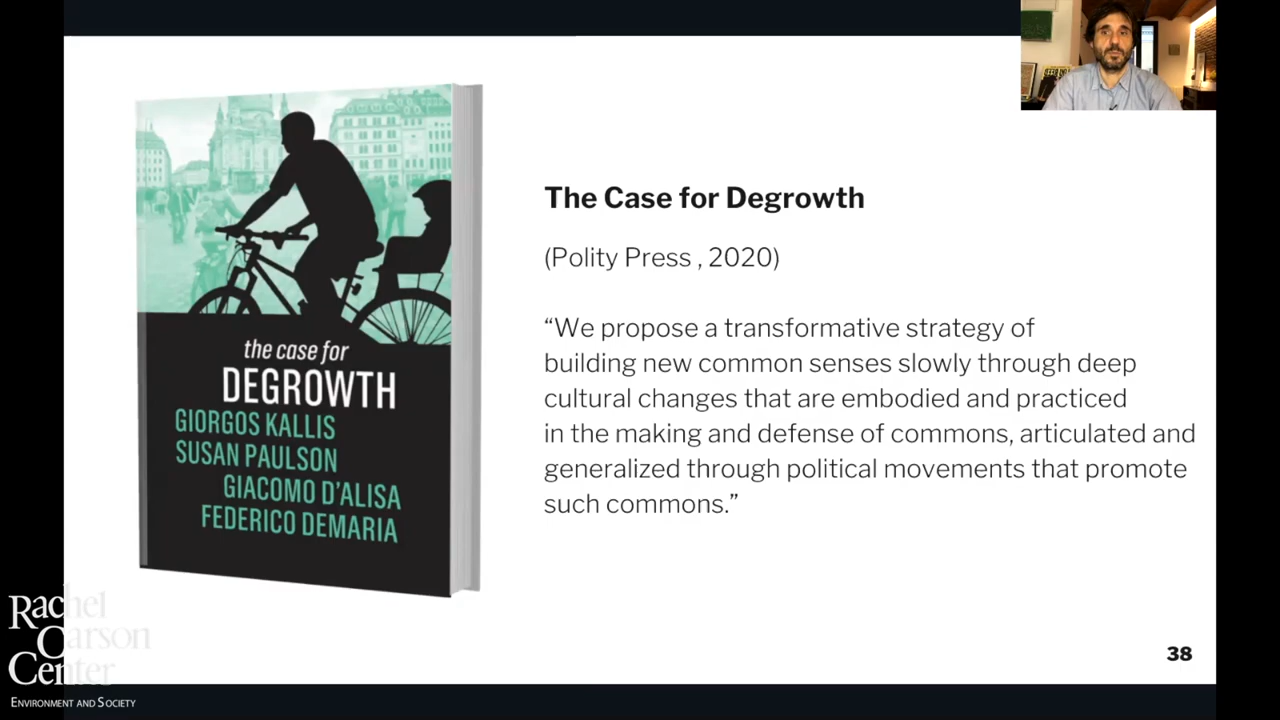 the case for
DEGROWTH
GIORGOS KALLIS
SUSAN PAULSON
GIACOMO D'ALISA
FEDERICO DEMARIA
The Case for Degrowth
(Polity Press , 2020)
“We propose a transformative strategy of
building new common senses slowly through deep
cultural changes that are embodied and practiced
in the making and defense of commons, articulated and
generalized through political movements that promote
such commons.”
38
Rachel
Carson
Center
ENVIRONMENT AND SOCIETY